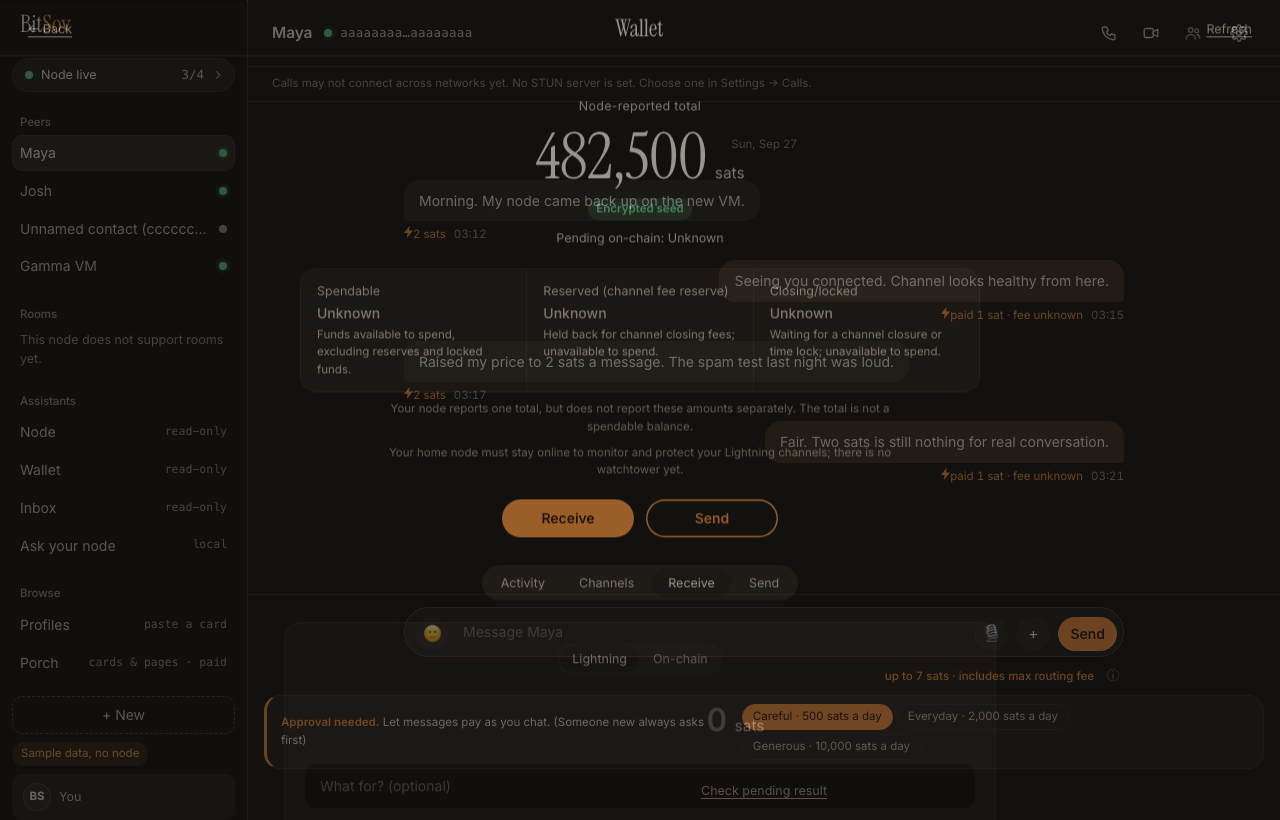 BitSov
← Back
Node live 3/4
Peers
Maya
Josh
Unnamed contact (cccccc...
Gamma VM
Rooms
This node does not support rooms
yet.
Assistants
Node read-only
Wallet read-only
Inbox read-only
Ask your node local
Browse
Profiles paste a card
Porch cards & pages · paid
+ New
Sample data, no node
BS You
Maya aaaaaaaa…aaaaaaaa
Wallet
Refresh
Calls may not connect across networks yet. No STUN server is set. Choose one in Settings → Calls.
Node-reported total
482,500 sats
Sun, Sep 27
Morning. My node came back up on the new VM.
Encrypted seed
2 sats 03:12
Pending on-chain: Unknown
Seeing you connected. Channel looks healthy from here.
paid 1 sat · fee unknown 03:15
Spendable
Unknown
Funds available to spend,
excluding reserves and locked
funds.
Reserved (channel fee reserve)
Unknown
Held back for channel closing fees;
unavailable to spend.
Closing/locked
Unknown
Waiting for a channel closure or
time lock; unavailable to spend.
Raised my price to 2 sats a message. The spam test last night was loud.
2 sats 03:17
Your node reports one total, but does not report these amounts separately. The total is not a
spendable balance.
Fair. Two sats is still nothing for real conversation.
paid 1 sat · fee unknown 03:21
Your home node must stay online to monitor and protect your Lightning channels; there is no
watchtower yet.
Receive Send
Activity Channels Receive Send
Message Maya
+ Send
Lightning On-chain
up to 7 sats · includes max routing fee
Approval needed. Let messages pay as you chat. (Someone new always asks
first)
0 sats
Careful · 500 sats a day Everyday · 2,000 sats a day
Generous · 10,000 sats a day
What for? (optional)
Check pending result